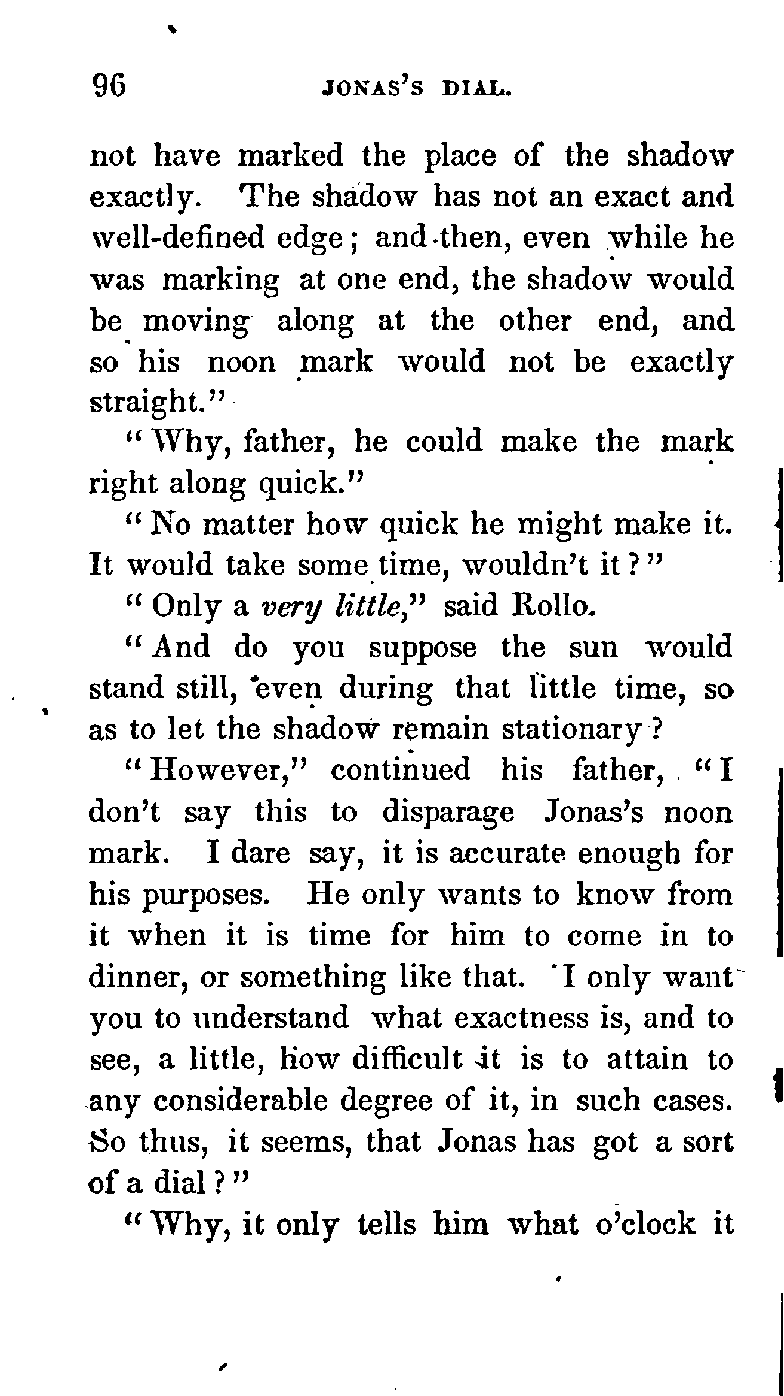 96 JONAS'S DIAL.
not have marked the place of the shadow
exactly. The shadow has not an exact and
well-defined edge; and then, even while he
was marking at one end, the shadow would
be moving along at the other end, and
so his noon mark would not be exactly
straight."
"Why, father, he could make the mark
right along quick."
"No matter how quick he might make it.
It would take some time, wouldn't it?"
"Only a very little," said Rollo.
"And do you suppose the sun would
stand still, even during that little time, so
as to let the shadow remain stationary?
"However," continued his father, "I
don't say this to disparage Jonas's noon
mark. I dare say, it is accurate enough for
his purposes. He only wants to know from
it when it is time for him to come in to
dinner, or something like that. I only want
you to understand what exactness is, and to
see, a little, how difficult it is to attain to
any considerable degree of it, in such cases.
So thus, it seems, that Jonas has got a sort
of a dial?"
"Why, it only tells him what o'clock it